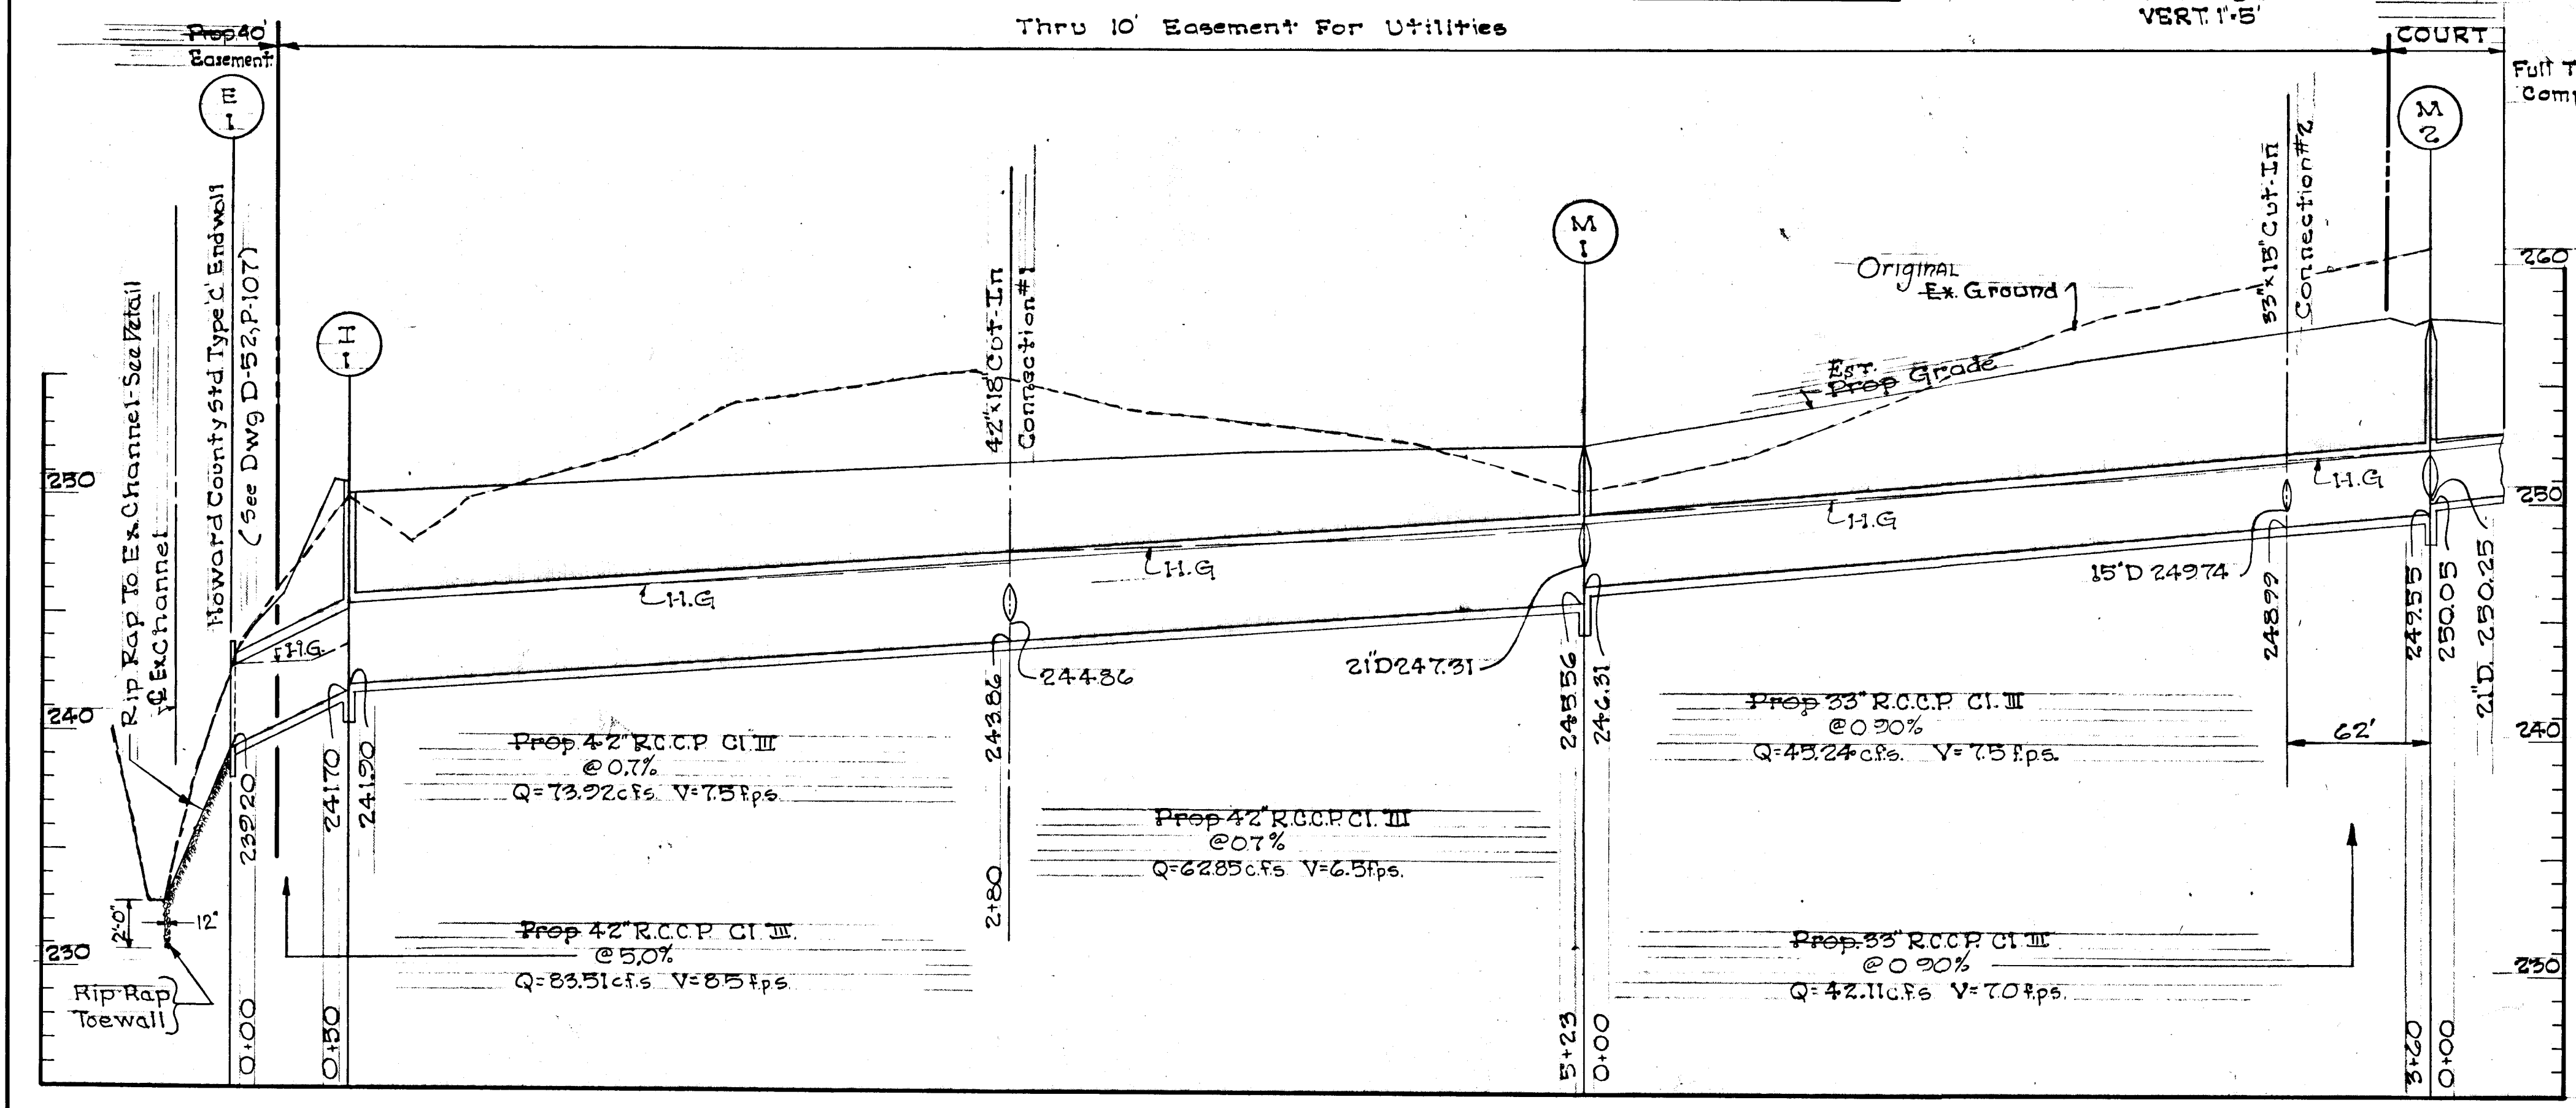 Thru 10' Easement For Utilities
VERT. 1"=5'
Prop 40'
Easement
COURT
Full T
Comp
E
1
I
1
M
1
M
2
Rip Rap To Ex. Channel-See Detail
℄ Ex Channel
Howard County Std Type 'C' Endwall
(See Dwg D-52, P-107)
42"x18" Cut-In
Connection #1
33"x15" Cut-In
Connection #2
Original
Ex. Ground
Est.
Prop Grade
H.G.
H.G
H.G
H.G
H.G
250
240
230
260
250
240
230
15"D 249.74
21"D 247.31
244.86
239.20
241.70
241.90
243.86
245.56
246.31
248.99
249.55
250.05
21"D. 250.25
62'
Prop 42" R.C.C.P. Cl. III
@ 0.7%
Q=73.92 c.f.s. V=7.5 f.p.s.
Prop 42" R.C.C.P. Cl. III
@ 0.7%
Q=62.85 c.f.s. V=6.5 f.p.s.
Prop 33" R.C.C.P. Cl. III
@ 0.90%
Q=45.24 c.f.s. V=7.5 f.p.s.
Prop 42" R.C.C.P. Cl. III.
@ 5.0%
Q=83.51 c.f.s. V=8.5 f.p.s.
Prop. 33" R.C.C.P. Cl. III
@ 0.90%
Q=42.11 c.f.s V=7.0 f.p.s.
2'-0"
12"
Rip-Rap
Toewall
0+00
0+50
2+80
5+23
0+00
3+60
0+00